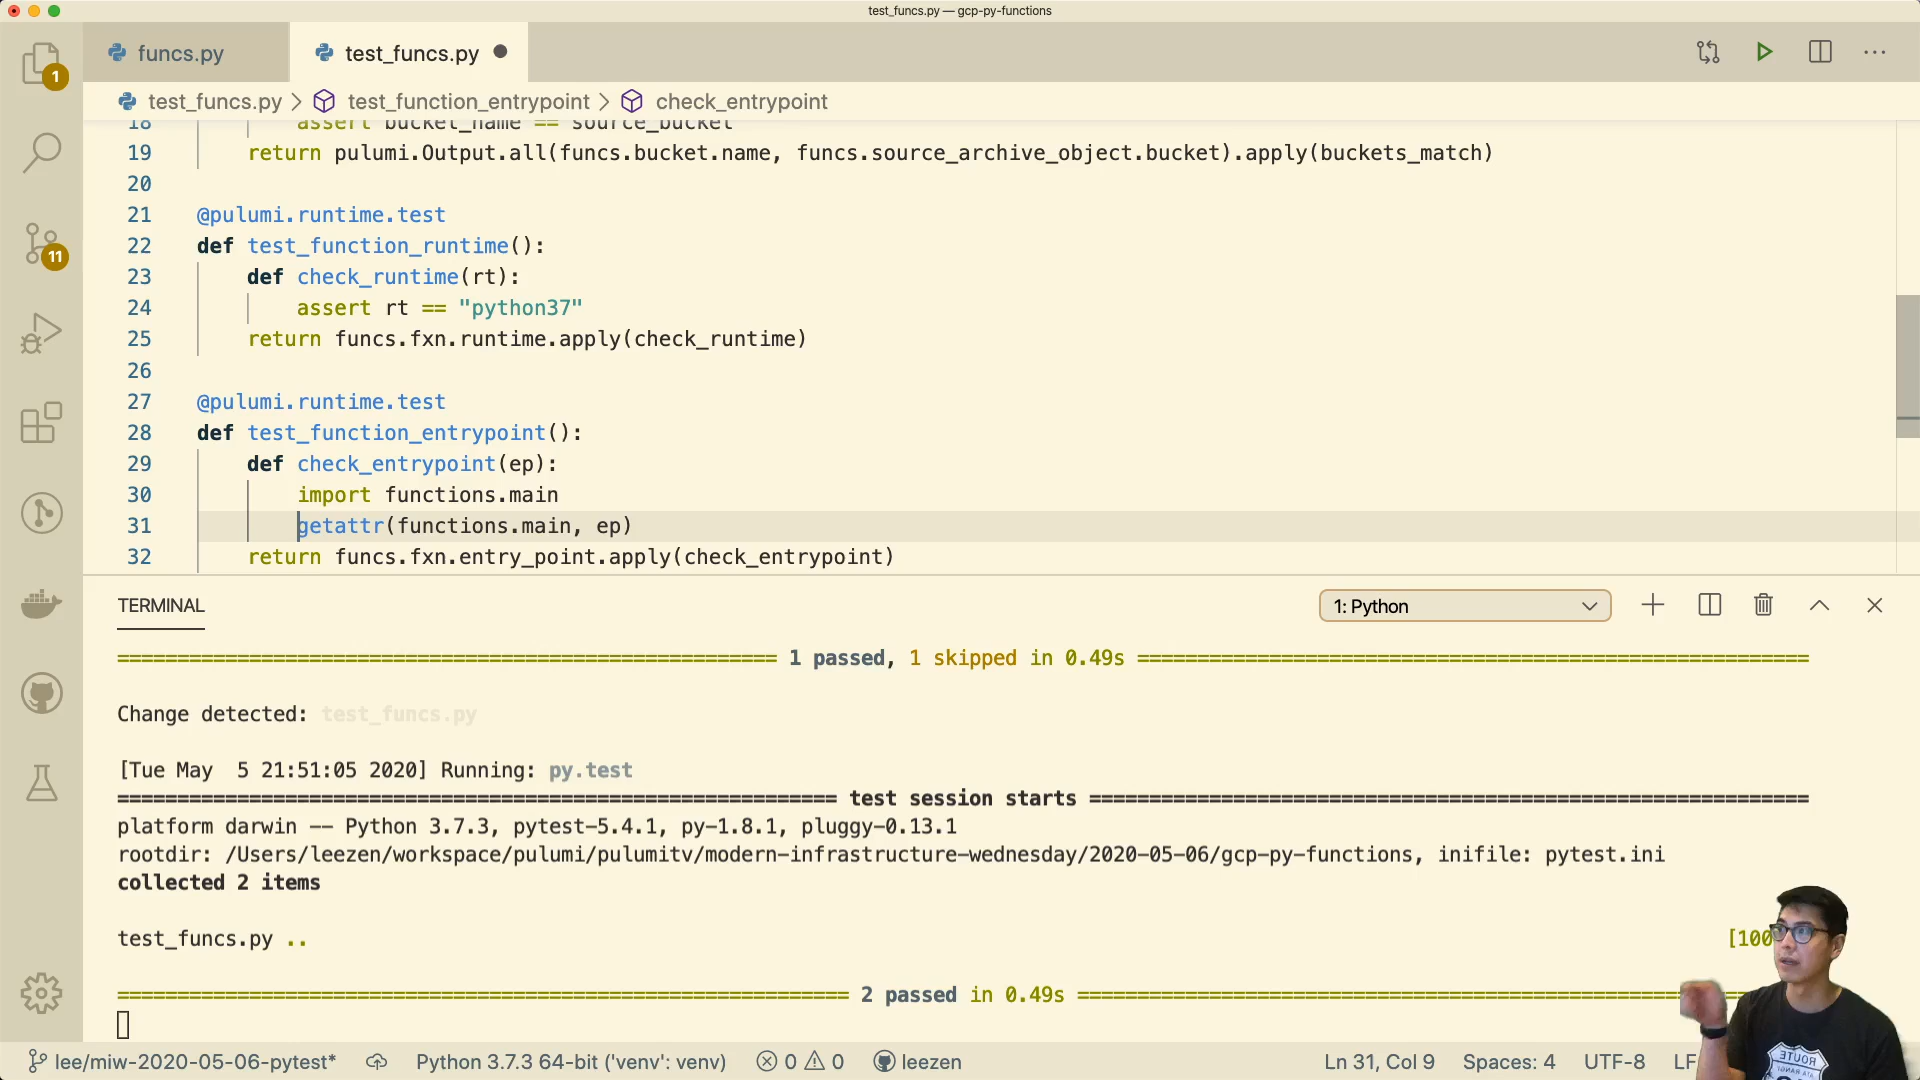 test_funcs.py — gcp-py-functions
funcs.py
test_funcs.py
1
test_funcs.py > test_function_entrypoint > check_entrypoint
18 assert bucket_name == source_bucket
19 return pulumi.Output.all(funcs.bucket.name, funcs.source_archive_object.bucket).apply(buckets_match)
20
21 @pulumi.runtime.test
22 def test_function_runtime():
11
23 def check_runtime(rt):
24 assert rt == "python37"
25 return funcs.fxn.runtime.apply(check_runtime)
26
27 @pulumi.runtime.test
28 def test_function_entrypoint():
29 def check_entrypoint(ep):
30 import functions.main
31 getattr(functions.main, ep)
32 return funcs.fxn.entry_point.apply(check_entrypoint)
TERMINAL
1: Python
========== 1 passed, 1 skipped in 0.49s ==========
Change detected: test_funcs.py
[Tue May  5 21:51:05 2020] Running: py.test
========== test session starts ==========
platform darwin -- Python 3.7.3, pytest-5.4.1, py-1.8.1, pluggy-0.13.1
rootdir: /Users/leezen/workspace/pulumi/pulumitv/modern-infrastructure-wednesday/2020-05-06/gcp-py-functions, inifile: pytest.ini
collected 2 items
test_funcs.py .. [100
========== 2 passed in 0.49s ==========
lee/miw-2020-05-06-pytest* Python 3.7.3 64-bit ('venv': venv) 0 0 leezen Ln 31, Col 9 Spaces: 4 UTF-8 LF